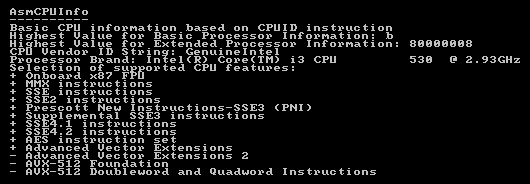 AsmCPUInfo
----------
Basic CPU information based on CPUID instruction
Highest Value for Basic Processor Information: b
Highest Value for Extended Processor Information: 80000008
CPU Vendor ID String: GenuineIntel
Processor Brand: Intel(R) Core(TM) i3 CPU         530  @ 2.93GHz
Selection of supported CPU features:
+ Onboard x87 FPU
+ MMX instructions
+ SSE instructions
+ SSE2 instructions
+ Prescott New Instructions-SSE3 (PNI)
+ Supplemental SSE3 instructions
+ SSE4.1 instructions
+ SSE4.2 instructions
+ AES instruction set
- Advanced Vector Extensions
- Advanced Vector Extensions 2
- AVX-512 Foundation
- AVX-512 Doubleword and Quadword Instructions